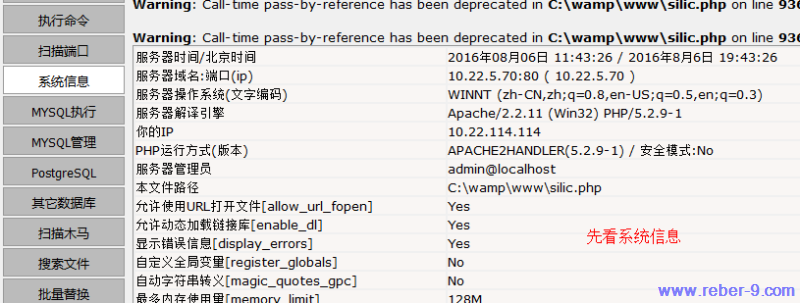 Warning: Call-time pass-by-reference has been deprecated in C:\wamp\www\silic.php on line 936
执行命令
扫描端口
Warning: Call-time pass-by-reference has been deprecated in C:\wamp\www\silic.php on line 936
系统信息
MYSQL执行
MYSQL管理
PostgreSQL
其它数据库
扫描木马
搜索文件
批量替换
服务器时间/北京时间 2016年08月06日 11:43:26 / 2016年8月6日 19:43:26
服务器域名:端口(ip) 10.22.5.70:80 ( 10.22.5.70 )
服务器操作系统(文字编码) WINNT (zh-CN,zh;q=0.8,en-US;q=0.5,en;q=0.3)
服务器解译引擎 Apache/2.2.11 (Win32) PHP/5.2.9-1
你的IP 10.22.114.114
PHP运行方式(版本) APACHE2HANDLER(5.2.9-1) / 安全模式:No
服务器管理员 admin@localhost
本文件路径 C:\wamp\www\silic.php
允许使用URL打开文件[allow_url_fopen] Yes
允许动态加载链接库[enable_dl] Yes
显示错误信息[display_errors] Yes
自定义全局变量[register_globals] No
自动字符串转义[magic_quotes_gpc] No
最多内存使用量[memory_limit] 128M
先看系统信息
www.reber-9.com